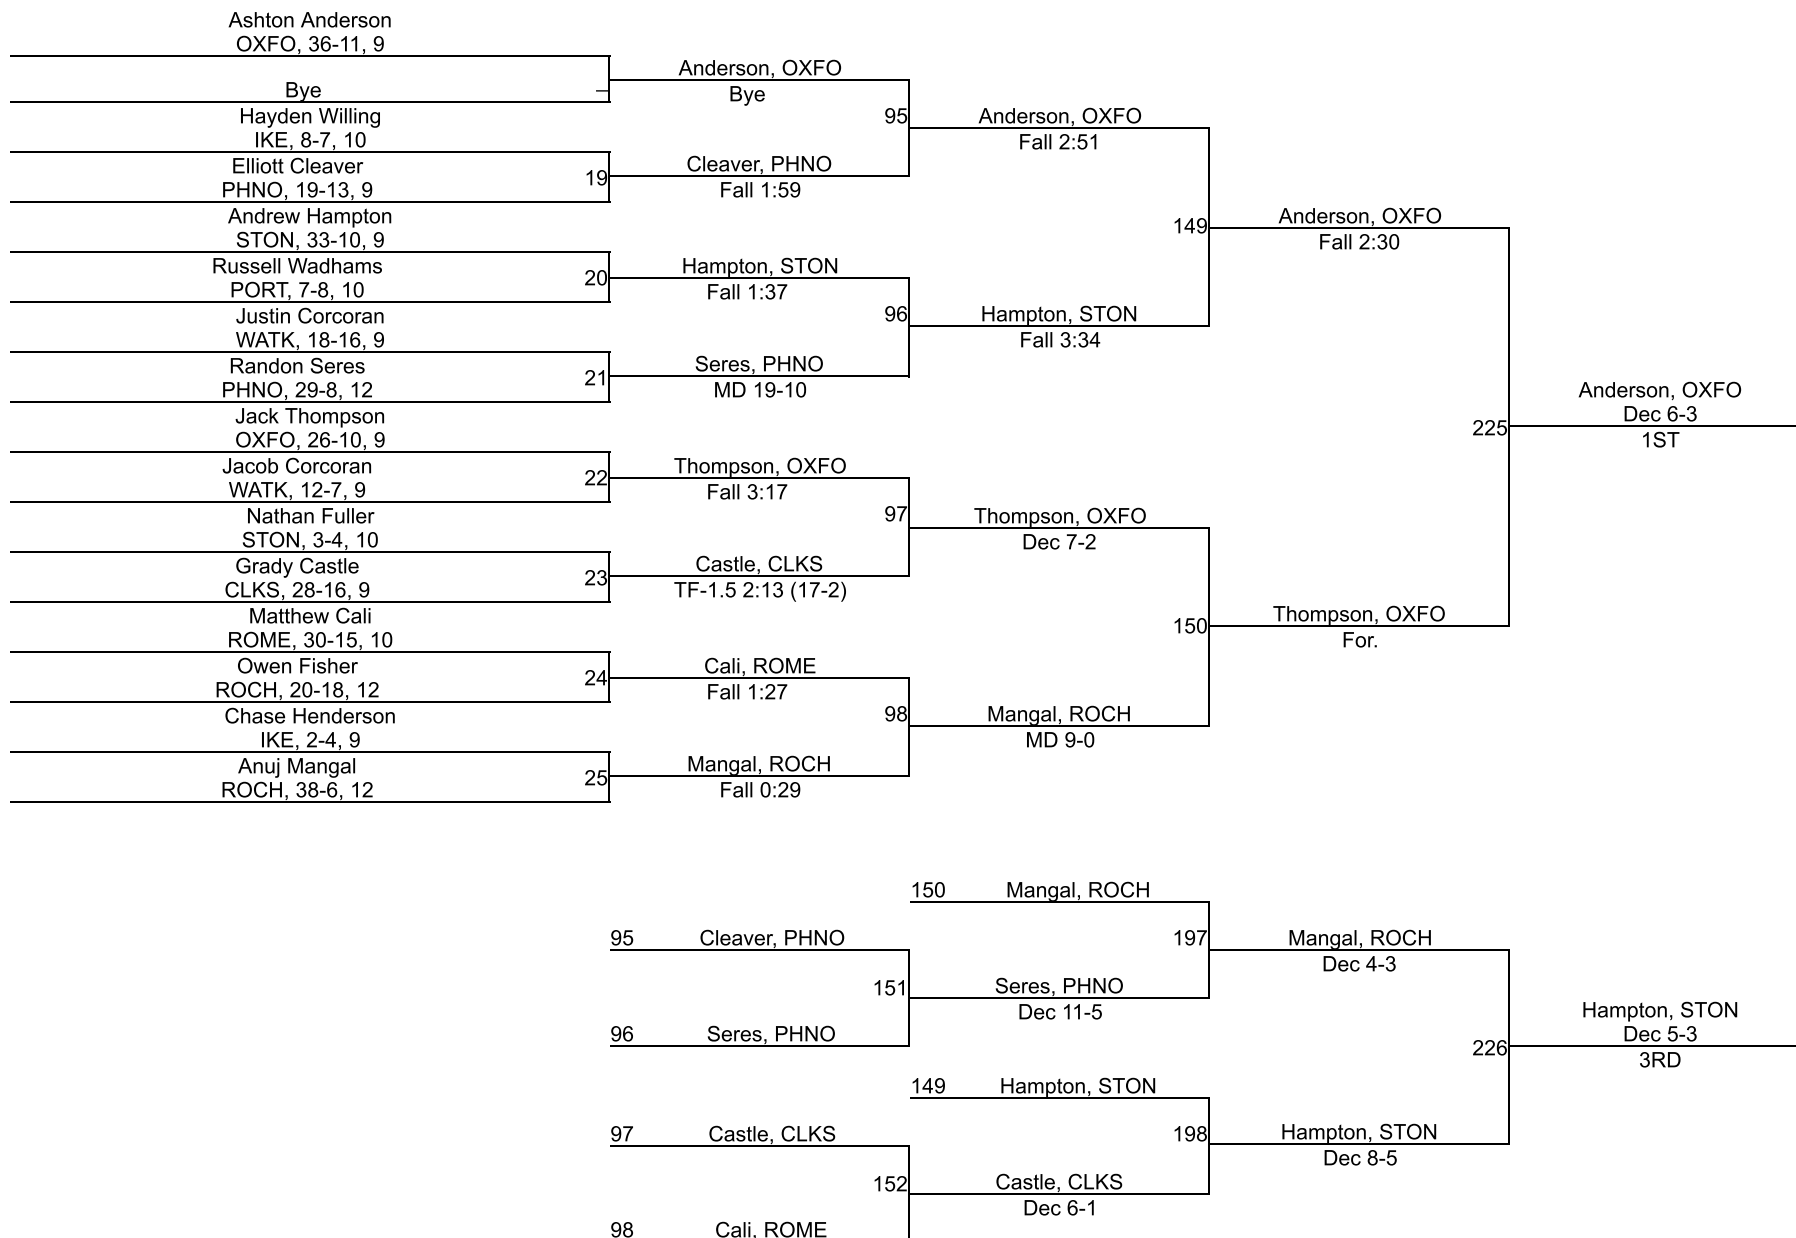 Ashton Anderson
OXFO, 36-11, 9
Bye
Hayden Willing
IKE, 8-7, 10
Elliott Cleaver
PHNO, 19-13, 9
Andrew Hampton
STON, 33-10, 9
Russell Wadhams
PORT, 7-8, 10
Justin Corcoran
WATK, 18-16, 9
Randon Seres
PHNO, 29-8, 12
Jack Thompson
OXFO, 26-10, 9
Jacob Corcoran
WATK, 12-7, 9
Nathan Fuller
STON, 3-4, 10
Grady Castle
CLKS, 28-16, 9
Matthew Cali
ROME, 30-15, 10
Owen Fisher
ROCH, 20-18, 12
Chase Henderson
IKE, 2-4, 9
Anuj Mangal
ROCH, 38-6, 12
Anderson, OXFO
Bye
19
Cleaver, PHNO
Fall 1:59
20
Hampton, STON
Fall 1:37
21
Seres, PHNO
MD 19-10
22
Thompson, OXFO
Fall 3:17
23
Castle, CLKS
TF-1.5 2:13 (17-2)
24
Cali, ROME
Fall 1:27
25
Mangal, ROCH
Fall 0:29
95
Anderson, OXFO
Fall 2:51
96
Hampton, STON
Fall 3:34
97
Thompson, OXFO
Dec 7-2
98
Mangal, ROCH
MD 9-0
149
Anderson, OXFO
Fall 2:30
150
Thompson, OXFO
For.
225
Anderson, OXFO
Dec 6-3
1ST
95 Cleaver, PHNO
96 Seres, PHNO
97 Castle, CLKS
98 Cali, ROME
150 Mangal, ROCH
151
Seres, PHNO
Dec 11-5
149 Hampton, STON
152
Castle, CLKS
Dec 6-1
197
Mangal, ROCH
Dec 4-3
198
Hampton, STON
Dec 8-5
226
Hampton, STON
Dec 5-3
3RD